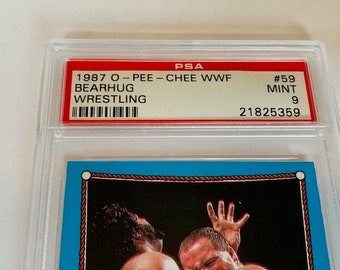 PSA
1987 O-PEE-CHEE WWF #59
BEARHUG MINT
WRESTLING 9
21825359